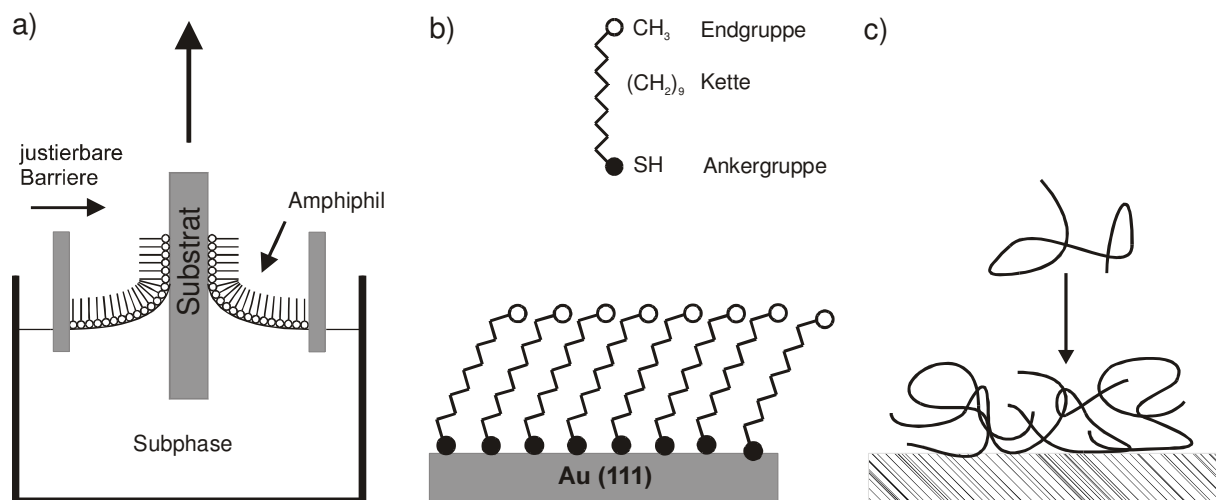 a)
justierbare
Barriere
Substrat
Amphiphil
Subphase
b)
CH₃ Endgruppe
(CH₂)₉ Kette
SH Ankergruppe
Au (111)
c)